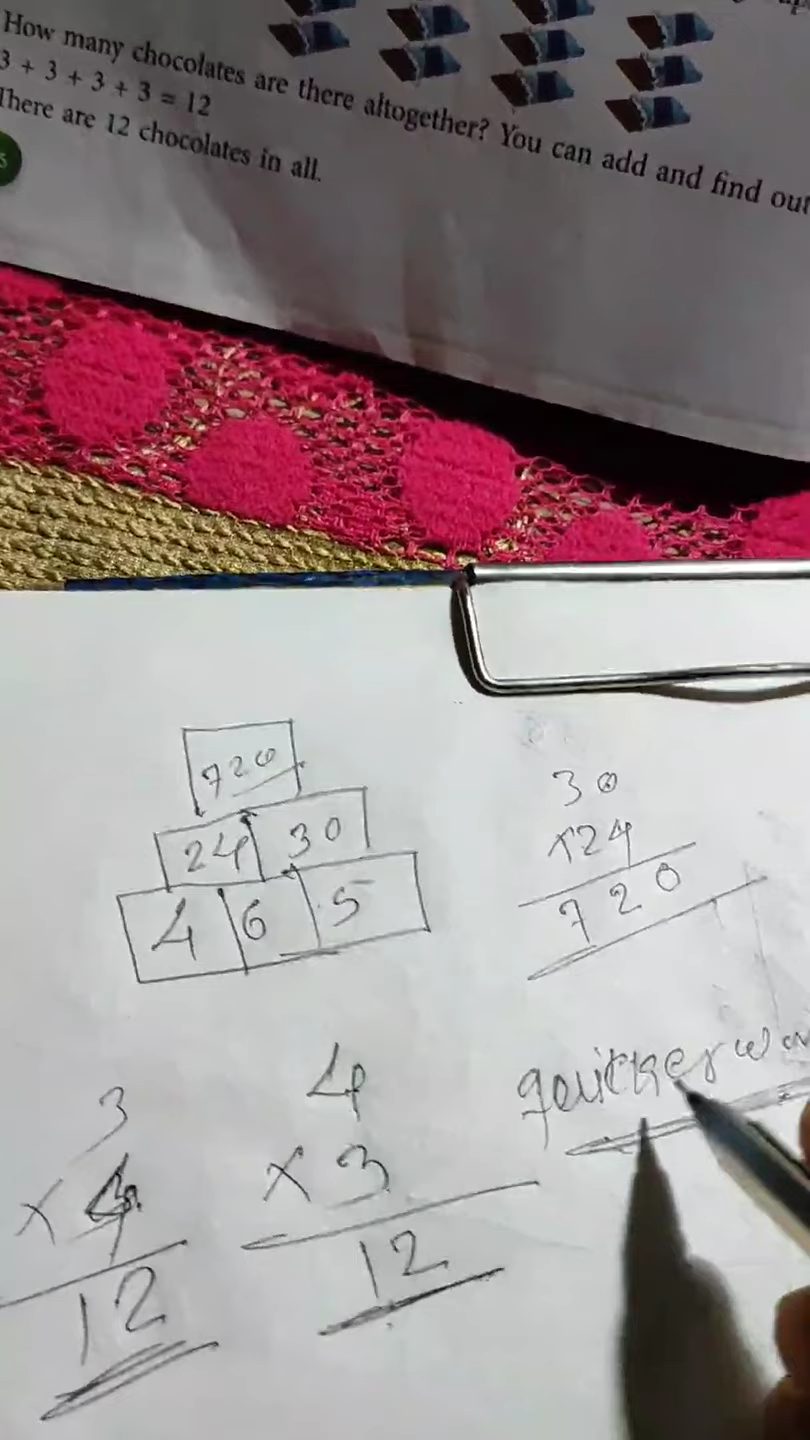 How many chocolates are there altogether? You can add and find out
3 + 3 + 3 + 3 = 12
There are 12 chocolates in all.
720
24 30
4 6 5
30
×24
720
3
× 4
12
4
× 3
12
quicker